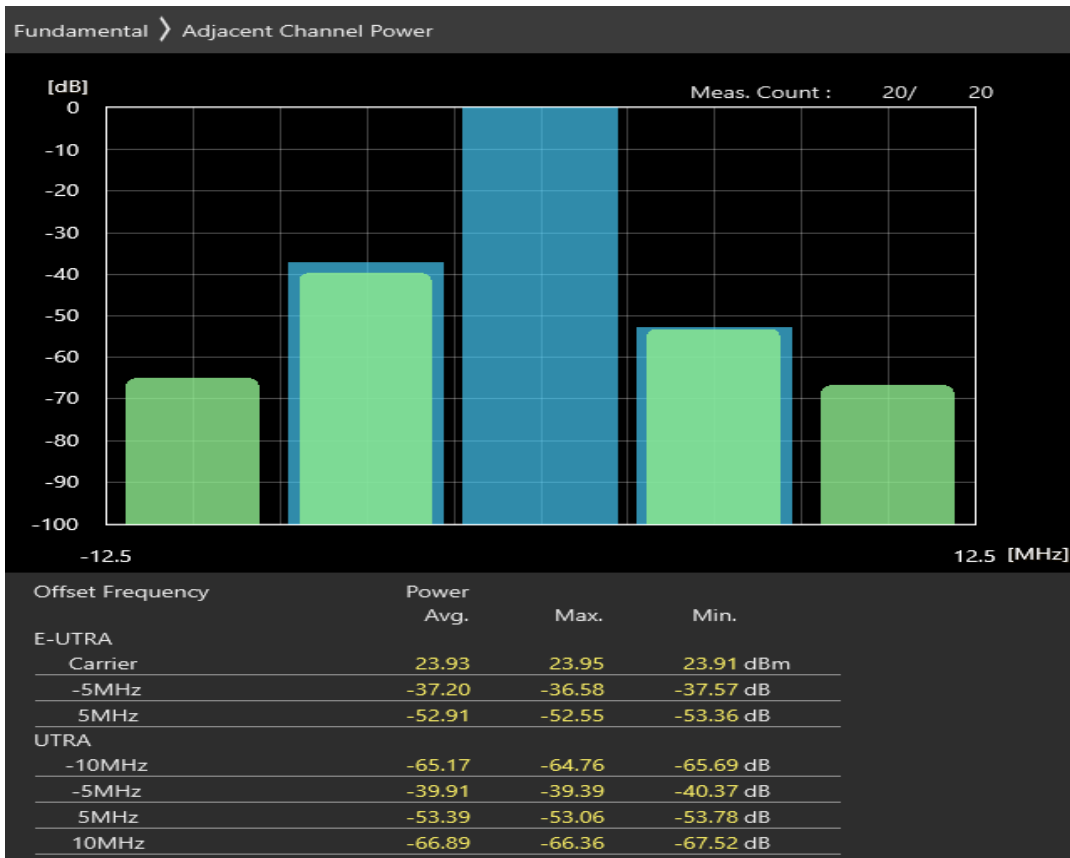 Fundamental 〉 Adjacent Channel Power
[dB]
Meas. Count : 20/ 20
0
-10
-20
-30
-40
-50
-60
-70
-80
-90
-100
-12.5 12.5 [MHz]
Offset Frequency Power
Avg. Max. Min.
E-UTRA
Carrier 23.93 23.95 23.91 dBm
-5MHz -37.20 -36.58 -37.57 dB
5MHz -52.91 -52.55 -53.36 dB
UTRA
-10MHz -65.17 -64.76 -65.69 dB
-5MHz -39.91 -39.39 -40.37 dB
5MHz -53.39 -53.06 -53.78 dB
10MHz -66.89 -66.36 -67.52 dB